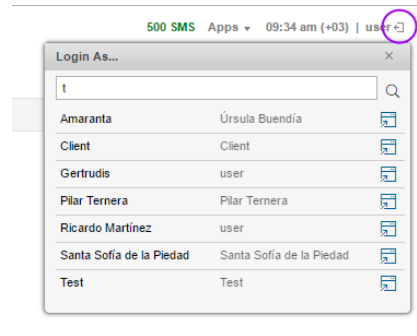 500 SMS Apps 09:34 am (+03) | user
Login As...
t
Amaranta Úrsula Buendía
Client Client
Gertrudis user
Pilar Ternera Pilar Ternera
Ricardo Martínez user
Santa Sofía de la Piedad Santa Sofía de la Piedad
Test Test